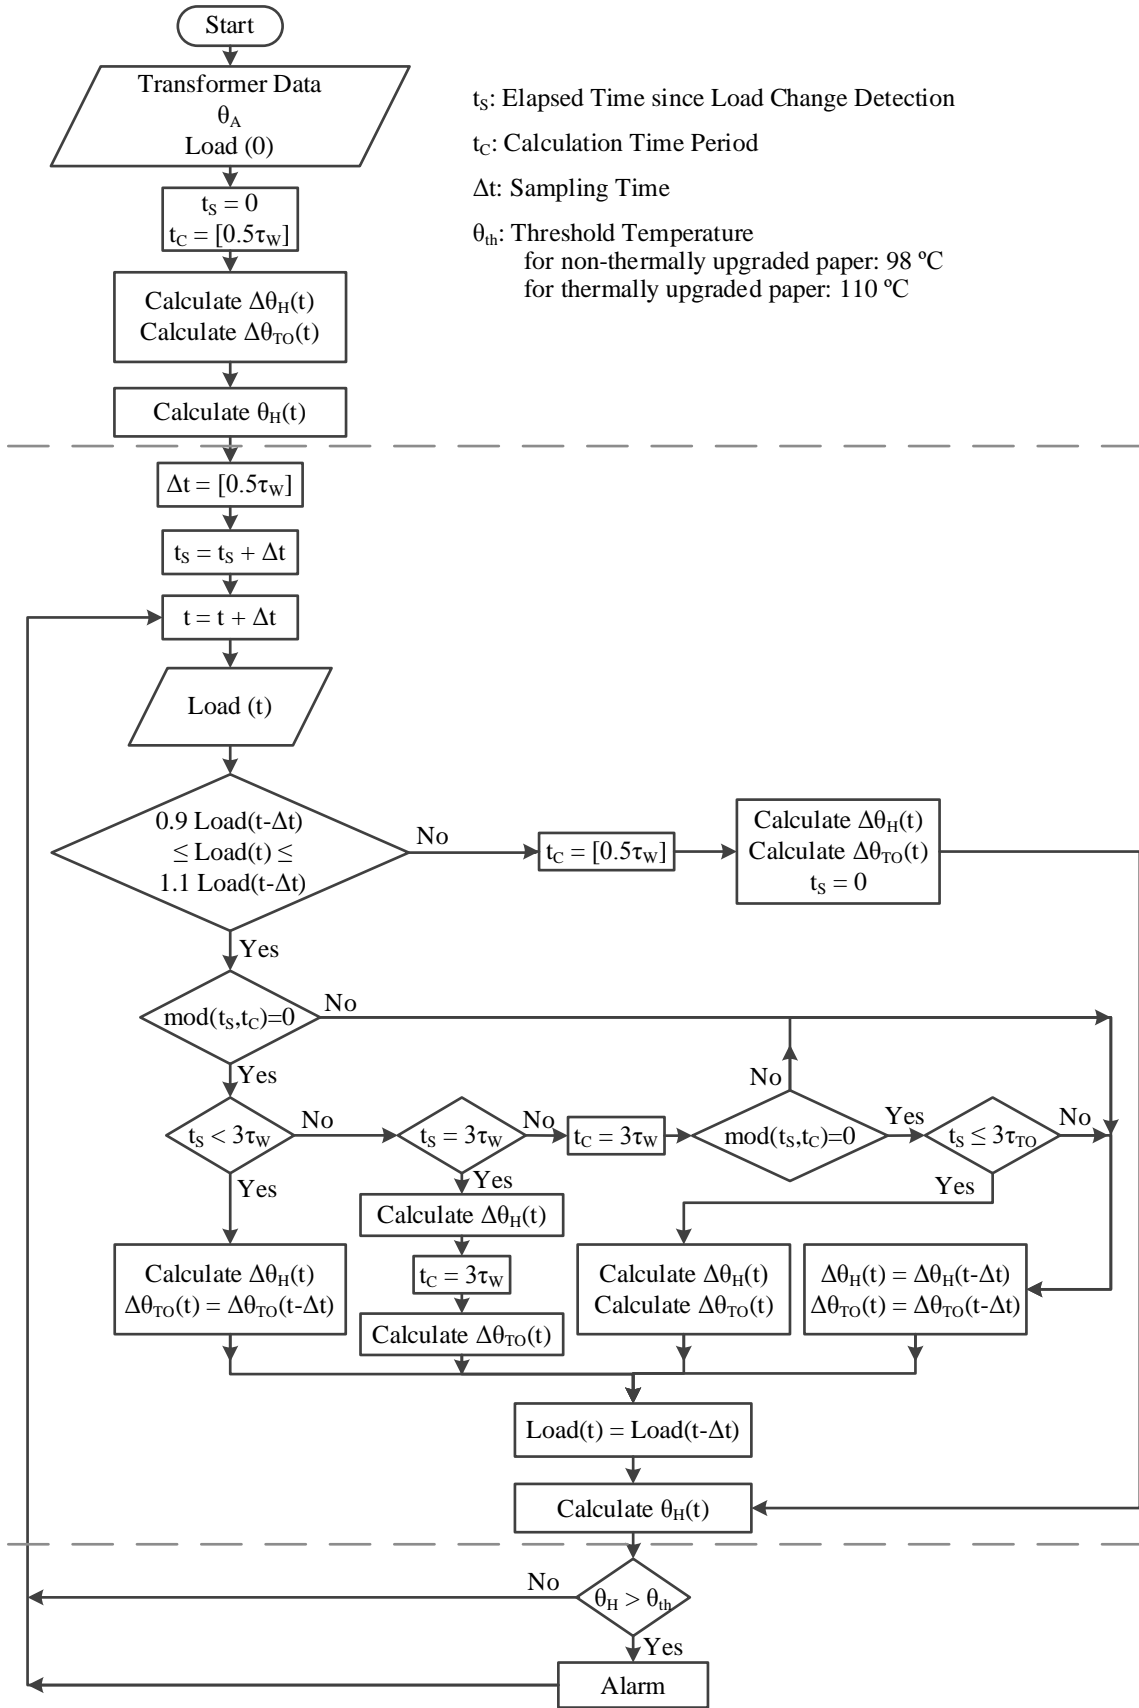 Start
Transformer Data
θA
Load (0)
tS: Elapsed Time since Load Change Detection
tC: Calculation Time Period
Δt: Sampling Time
θth: Threshold Temperature
for non-thermally upgraded paper: 98 ºC
for thermally upgraded paper: 110 ºC
tS = 0
tC = [0.5τW]
Calculate ΔθH(t)
Calculate ΔθTO(t)
Calculate θH(t)
Δt = [0.5τW]
tS = tS + Δt
t = t + Δt
Load (t)
0.9 Load(t-Δt)
≤ Load(t) ≤
1.1 Load(t-Δt)
No
tC = [0.5τW]
Calculate ΔθH(t)
Calculate ΔθTO(t)
tS = 0
Yes
mod(tS,tC)=0
No
Yes
tS < 3τW
No
tS = 3τW
No
tC = 3τW
mod(tS,tC)=0
No
Yes
tS ≤ 3τTO
No
Yes
Yes
Yes
Calculate ΔθH(t)
tC = 3τW
Calculate ΔθTO(t)
Calculate ΔθH(t)
ΔθTO(t) = ΔθTO(t-Δt)
Calculate ΔθH(t)
Calculate ΔθTO(t)
ΔθH(t) = ΔθH(t-Δt)
ΔθTO(t) = ΔθTO(t-Δt)
Load(t) = Load(t-Δt)
Calculate θH(t)
No
θH > θth
Yes
Alarm